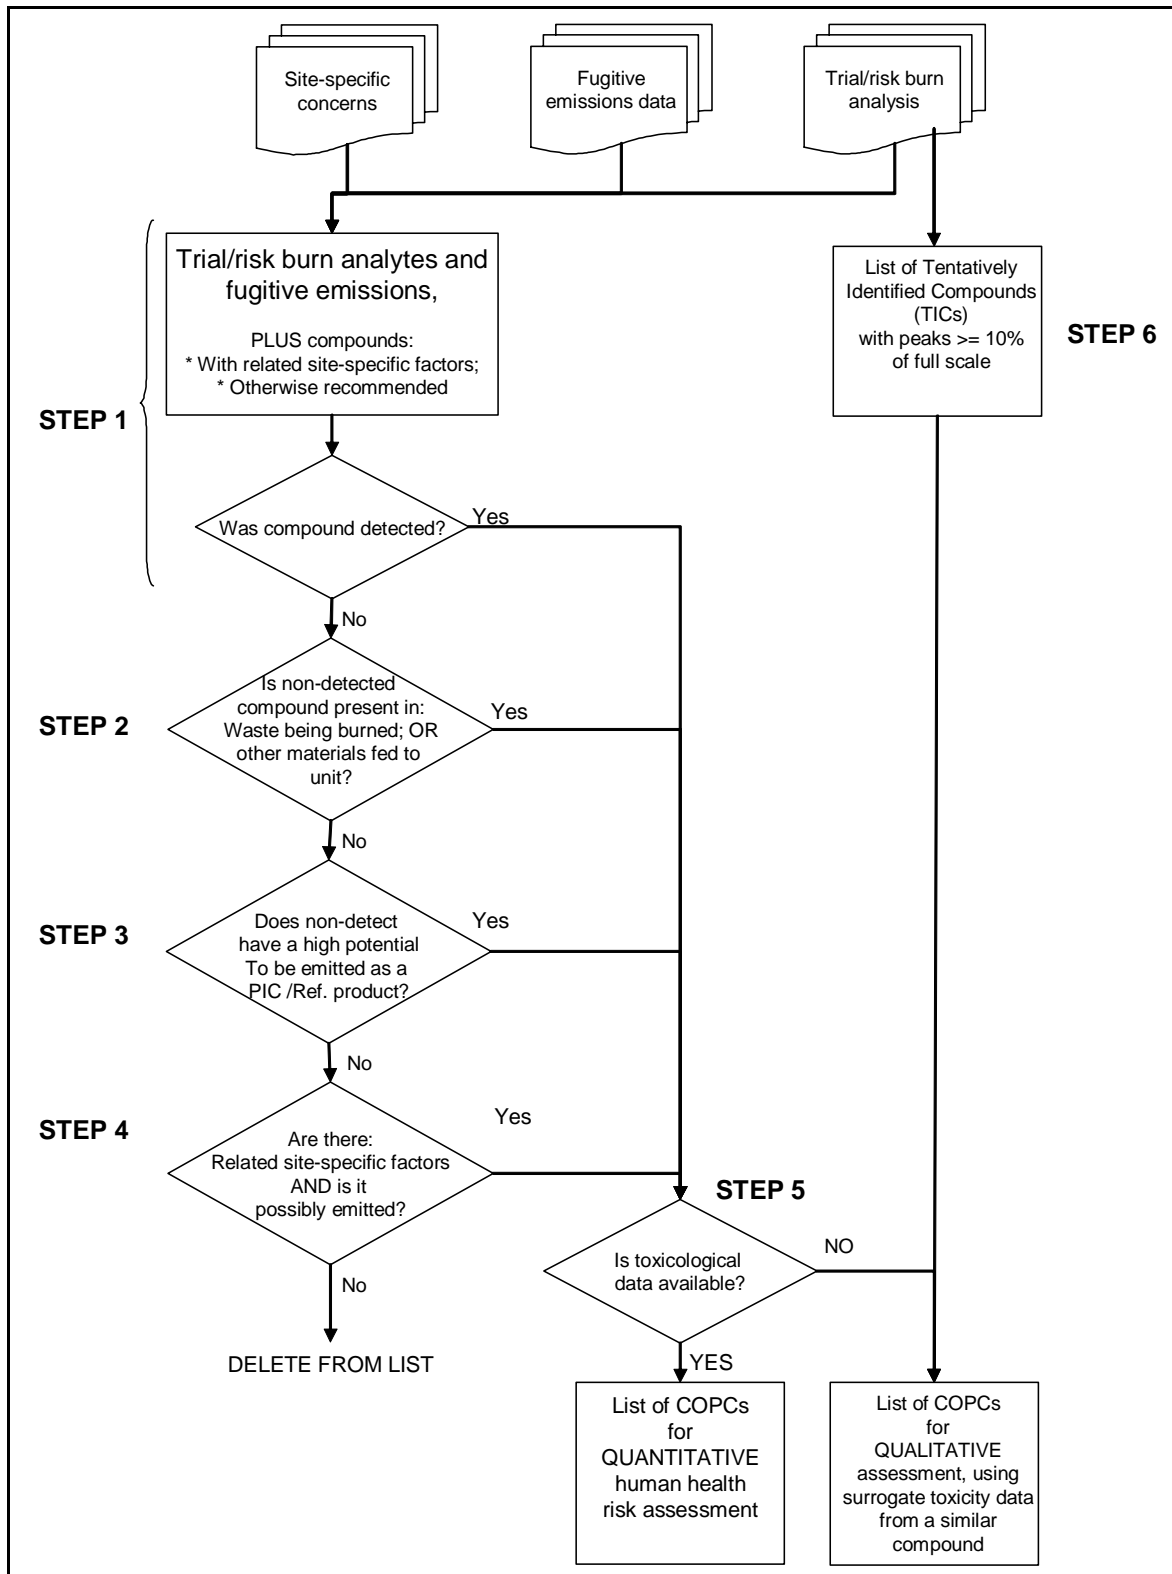 Site-specific
concerns
Fugitive
emissions data
Trial/risk burn
analysis
Trial/risk burn analytes and
fugitive emissions,
PLUS compounds:
* With related site-specific factors;
* Otherwise recommended
List of Tentatively
Identified Compounds
(TICs)
with peaks >= 10%
of full scale
STEP 6
STEP 1
Was compound detected?
Yes
No
STEP 2
Is non-detected
compound present in:
Waste being burned; OR
other materials fed to
unit?
Yes
No
STEP 3
Does non-detect
have a high potential
To be emitted as a
PIC /Ref. product?
Yes
No
STEP 4
Are there:
Related site-specific factors
AND is it
possibly emitted?
Yes
No
DELETE FROM LIST
STEP 5
Is toxicological
data available?
NO
YES
List of COPCs
for
QUANTITATIVE
human health
risk assessment
List of COPCs
for
QUALITATIVE
assessment, using
surrogate toxicity data
from a similar
compound